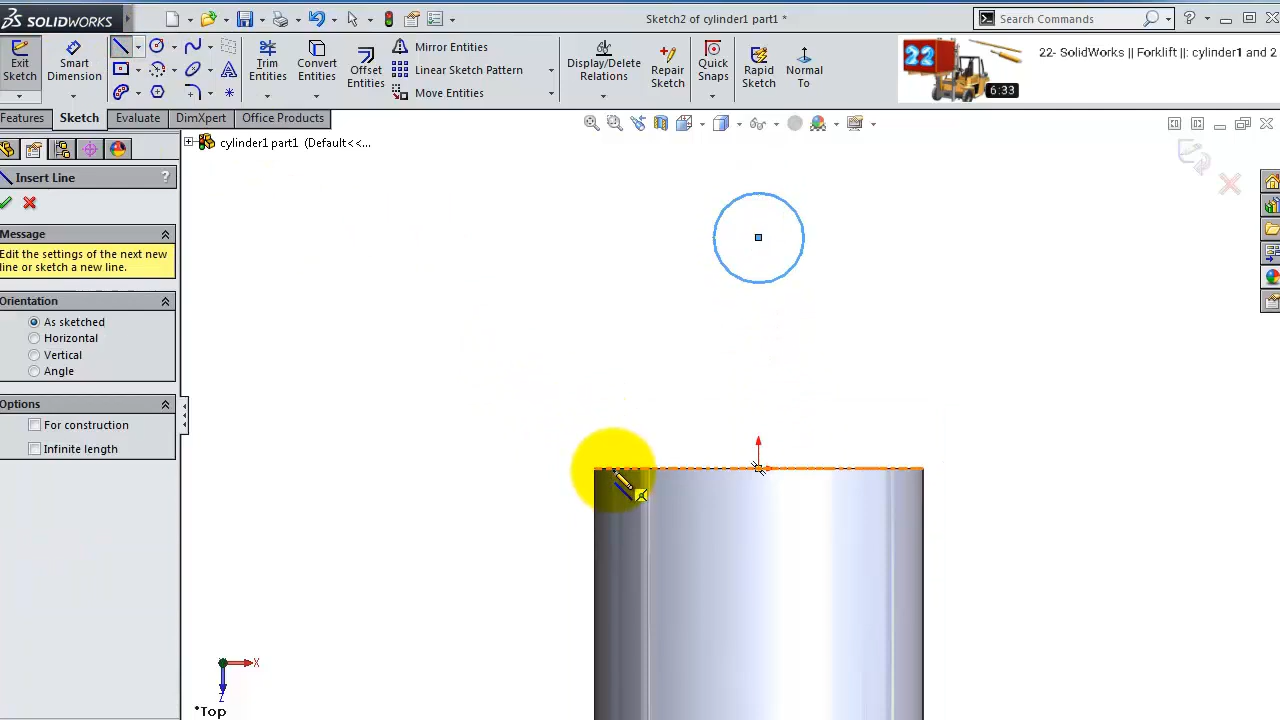 SOLIDWORKS
Sketch2 of cylinder1 part1 *
Search Commands
?
Exit
Sketch
Smart
Dimension
Trim
Entities
Convert
Entities
Offset
Entities
Mirror Entities
Linear Sketch Pattern
Move Entities
Display/Delete
Relations
Repair
Sketch
Quick
Snaps
Rapid
Sketch
Normal
To
22
6:33
22- SolidWorks || Forklift ||: cylinder1 and 2
Features
Sketch
Evaluate
DimXpert
Office Products
cylinder1 part1 (Default<<...
Insert Line
?
Message
Edit the settings of the next new
line or sketch a new line.
Orientation
As sketched
Horizontal
Vertical
Angle
Options
For construction
Infinite length
X
Z
*Top